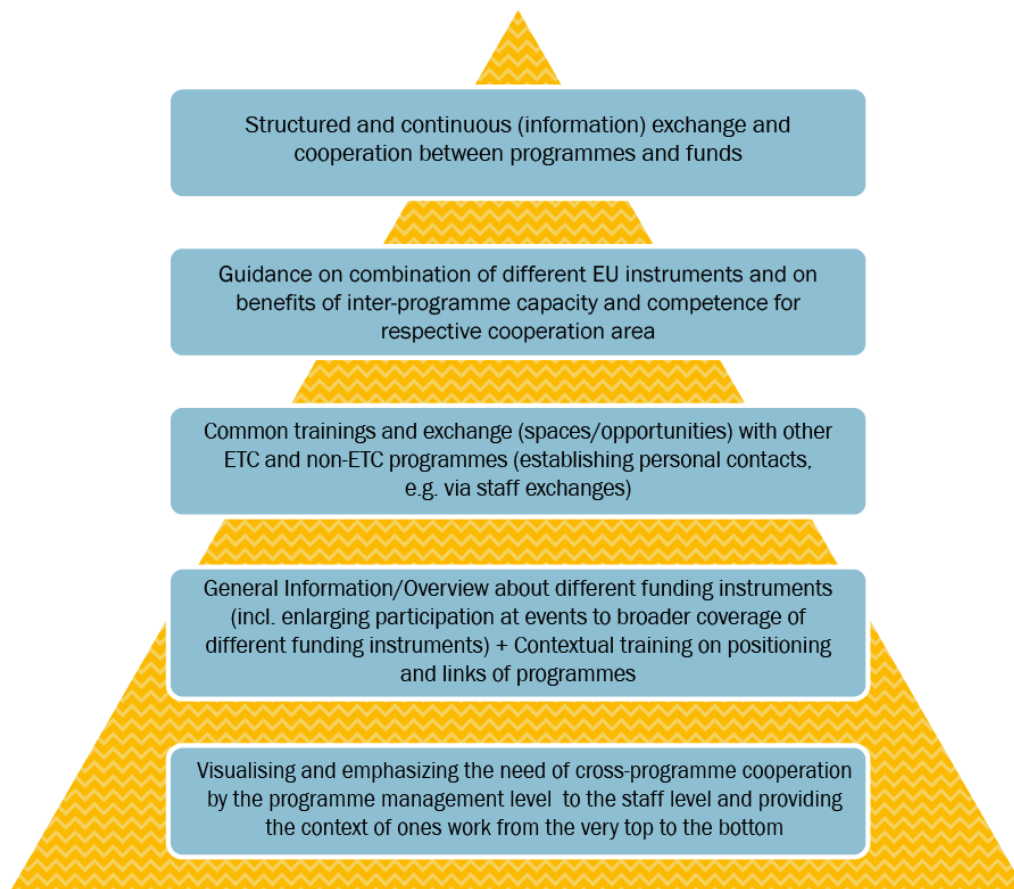 Structured and continuous (information) exchange and
cooperation between programmes and funds
Guidance on combination of different EU instruments and on
benefits of inter-programme capacity and competence for
respective cooperation area
Common trainings and exchange (spaces/opportunities) with other
ETC and non-ETC programmes (establishing personal contacts,
e.g. via staff exchanges)
General Information/Overview about different funding instruments
(incl. enlarging participation at events to broader coverage of
different funding instruments) + Contextual training on positioning
and links of programmes
Visualising and emphasizing the need of cross-programme cooperation
by the programme management level to the staff level and providing
the context of ones work from the very top to the bottom